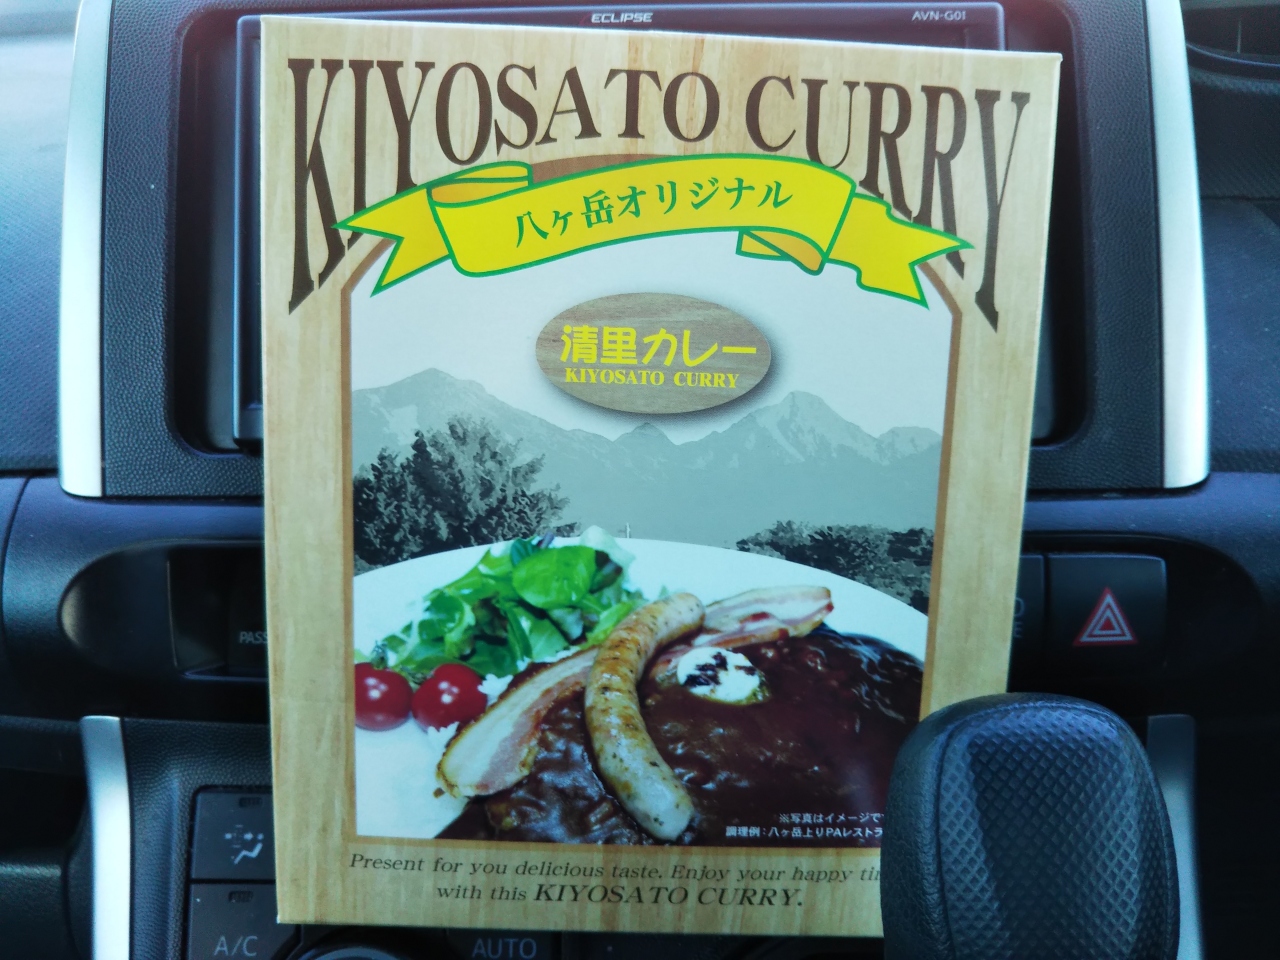 ECLIPSE
AVN-G01
KIYOSATO CURRY
八ヶ岳オリジナル
清里カレー
KIYOSATO CURRY
※写真はイメージで
調理例：八ヶ岳上りPAレストラ
Present for you delicious taste. Enjoy your happy ti
with this KIYOSATO CURRY.
PASS
A/C
AUTO